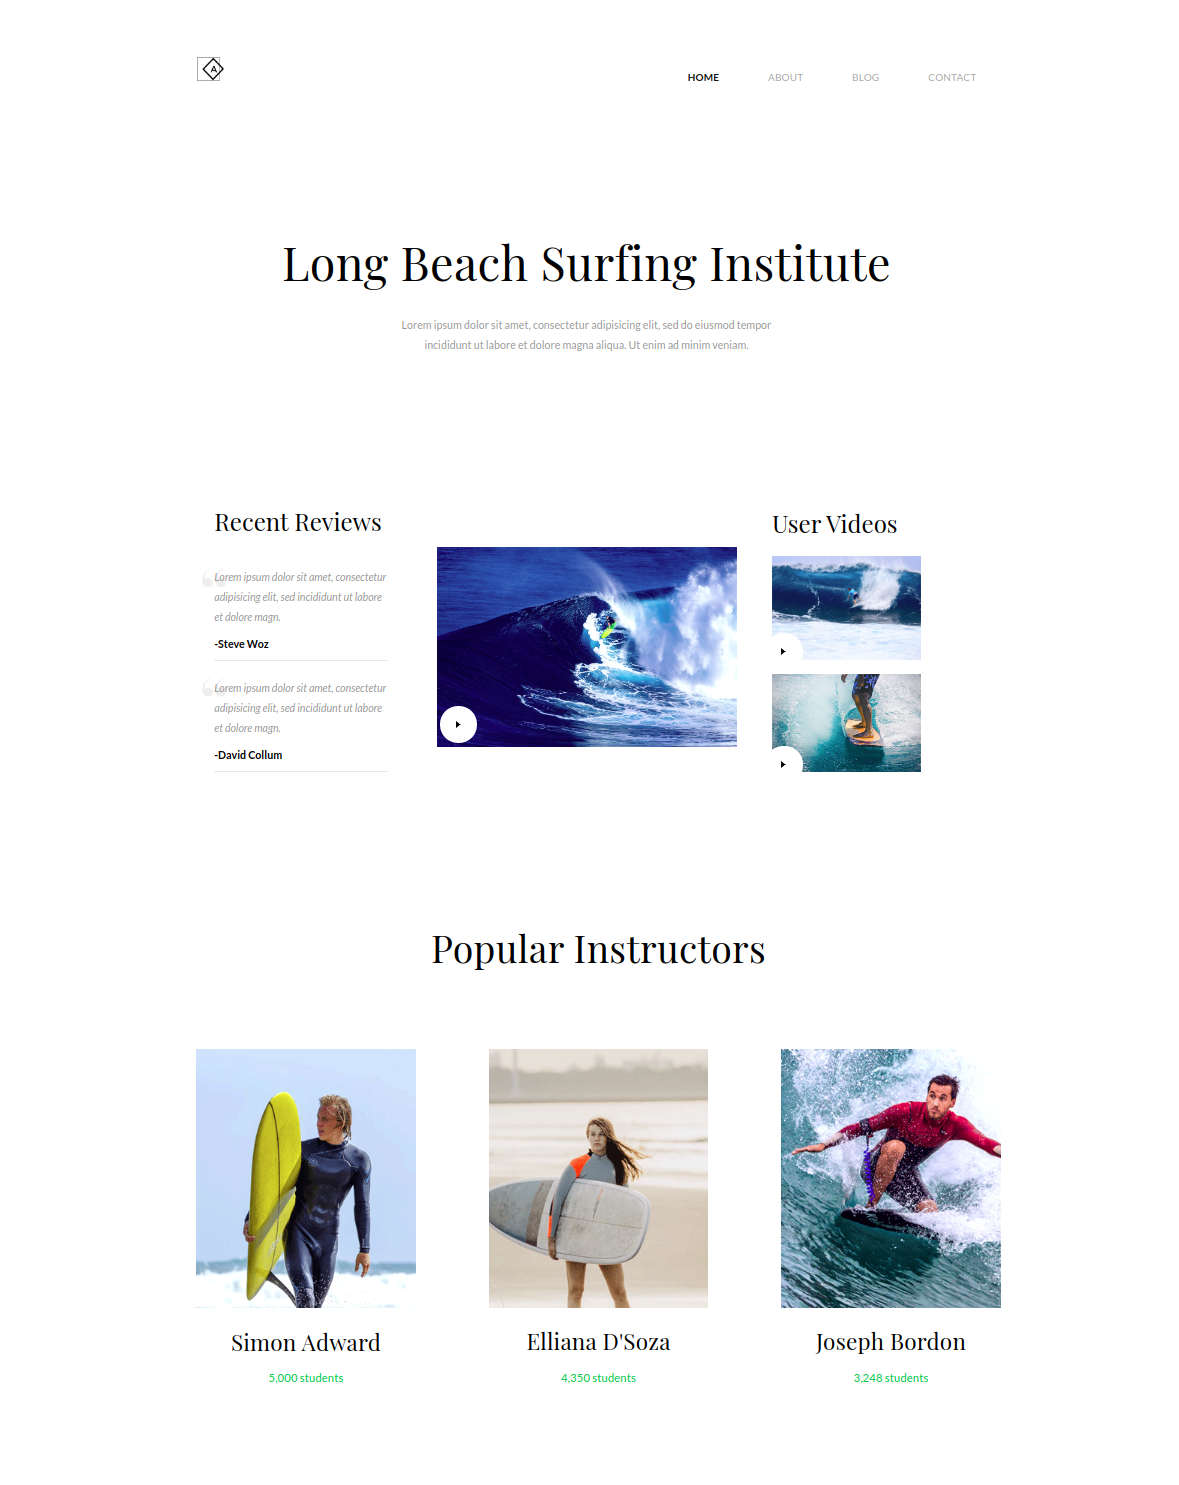 A
HOME ABOUT BLOG CONTACT
Long Beach Surfing Institute
Lorem ipsum dolor sit amet, consectetur adipisicing elit, sed do eiusmod tempor
incididunt ut labore et dolore magna aliqua. Ut enim ad minim veniam.
Recent Reviews
“
Lorem ipsum dolor sit amet, consectetur
adipisicing elit, sed incididunt ut labore
et dolore magn.
-Steve Woz
“
Lorem ipsum dolor sit amet, consectetur
adipisicing elit, sed incididunt ut labore
et dolore magn.
-David Collum
User Videos
Popular Instructors
Simon Adward
5,000 students
Elliana D'Soza
4,350 students
Joseph Bordon
3,248 students